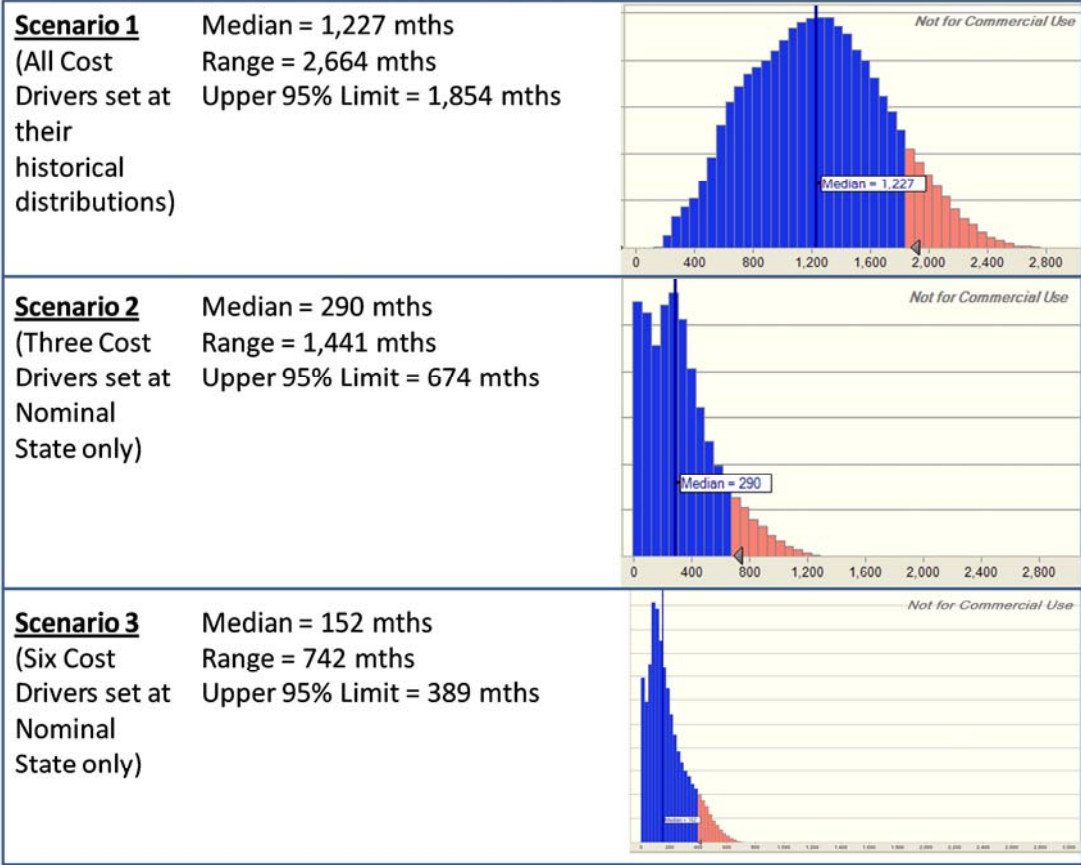 Scenario 1
(All Cost
Drivers set at
their
historical
distributions)
Median = 1,227 mths
Range = 2,664 mths
Upper 95% Limit = 1,854 mths
Not for Commercial Use
Median = 1,227
0 400 800 1,200 1,600 2,000 2,400 2,800
Scenario 2
(Three Cost
Drivers set at
Nominal
State only)
Median = 290 mths
Range = 1,441 mths
Upper 95% Limit = 674 mths
Not for Commercial Use
Median = 290
0 400 800 1,200 1,600 2,000 2,400 2,800
Scenario 3
(Six Cost
Drivers set at
Nominal
State only)
Median = 152 mths
Range = 742 mths
Upper 95% Limit = 389 mths
Not for Commercial Use